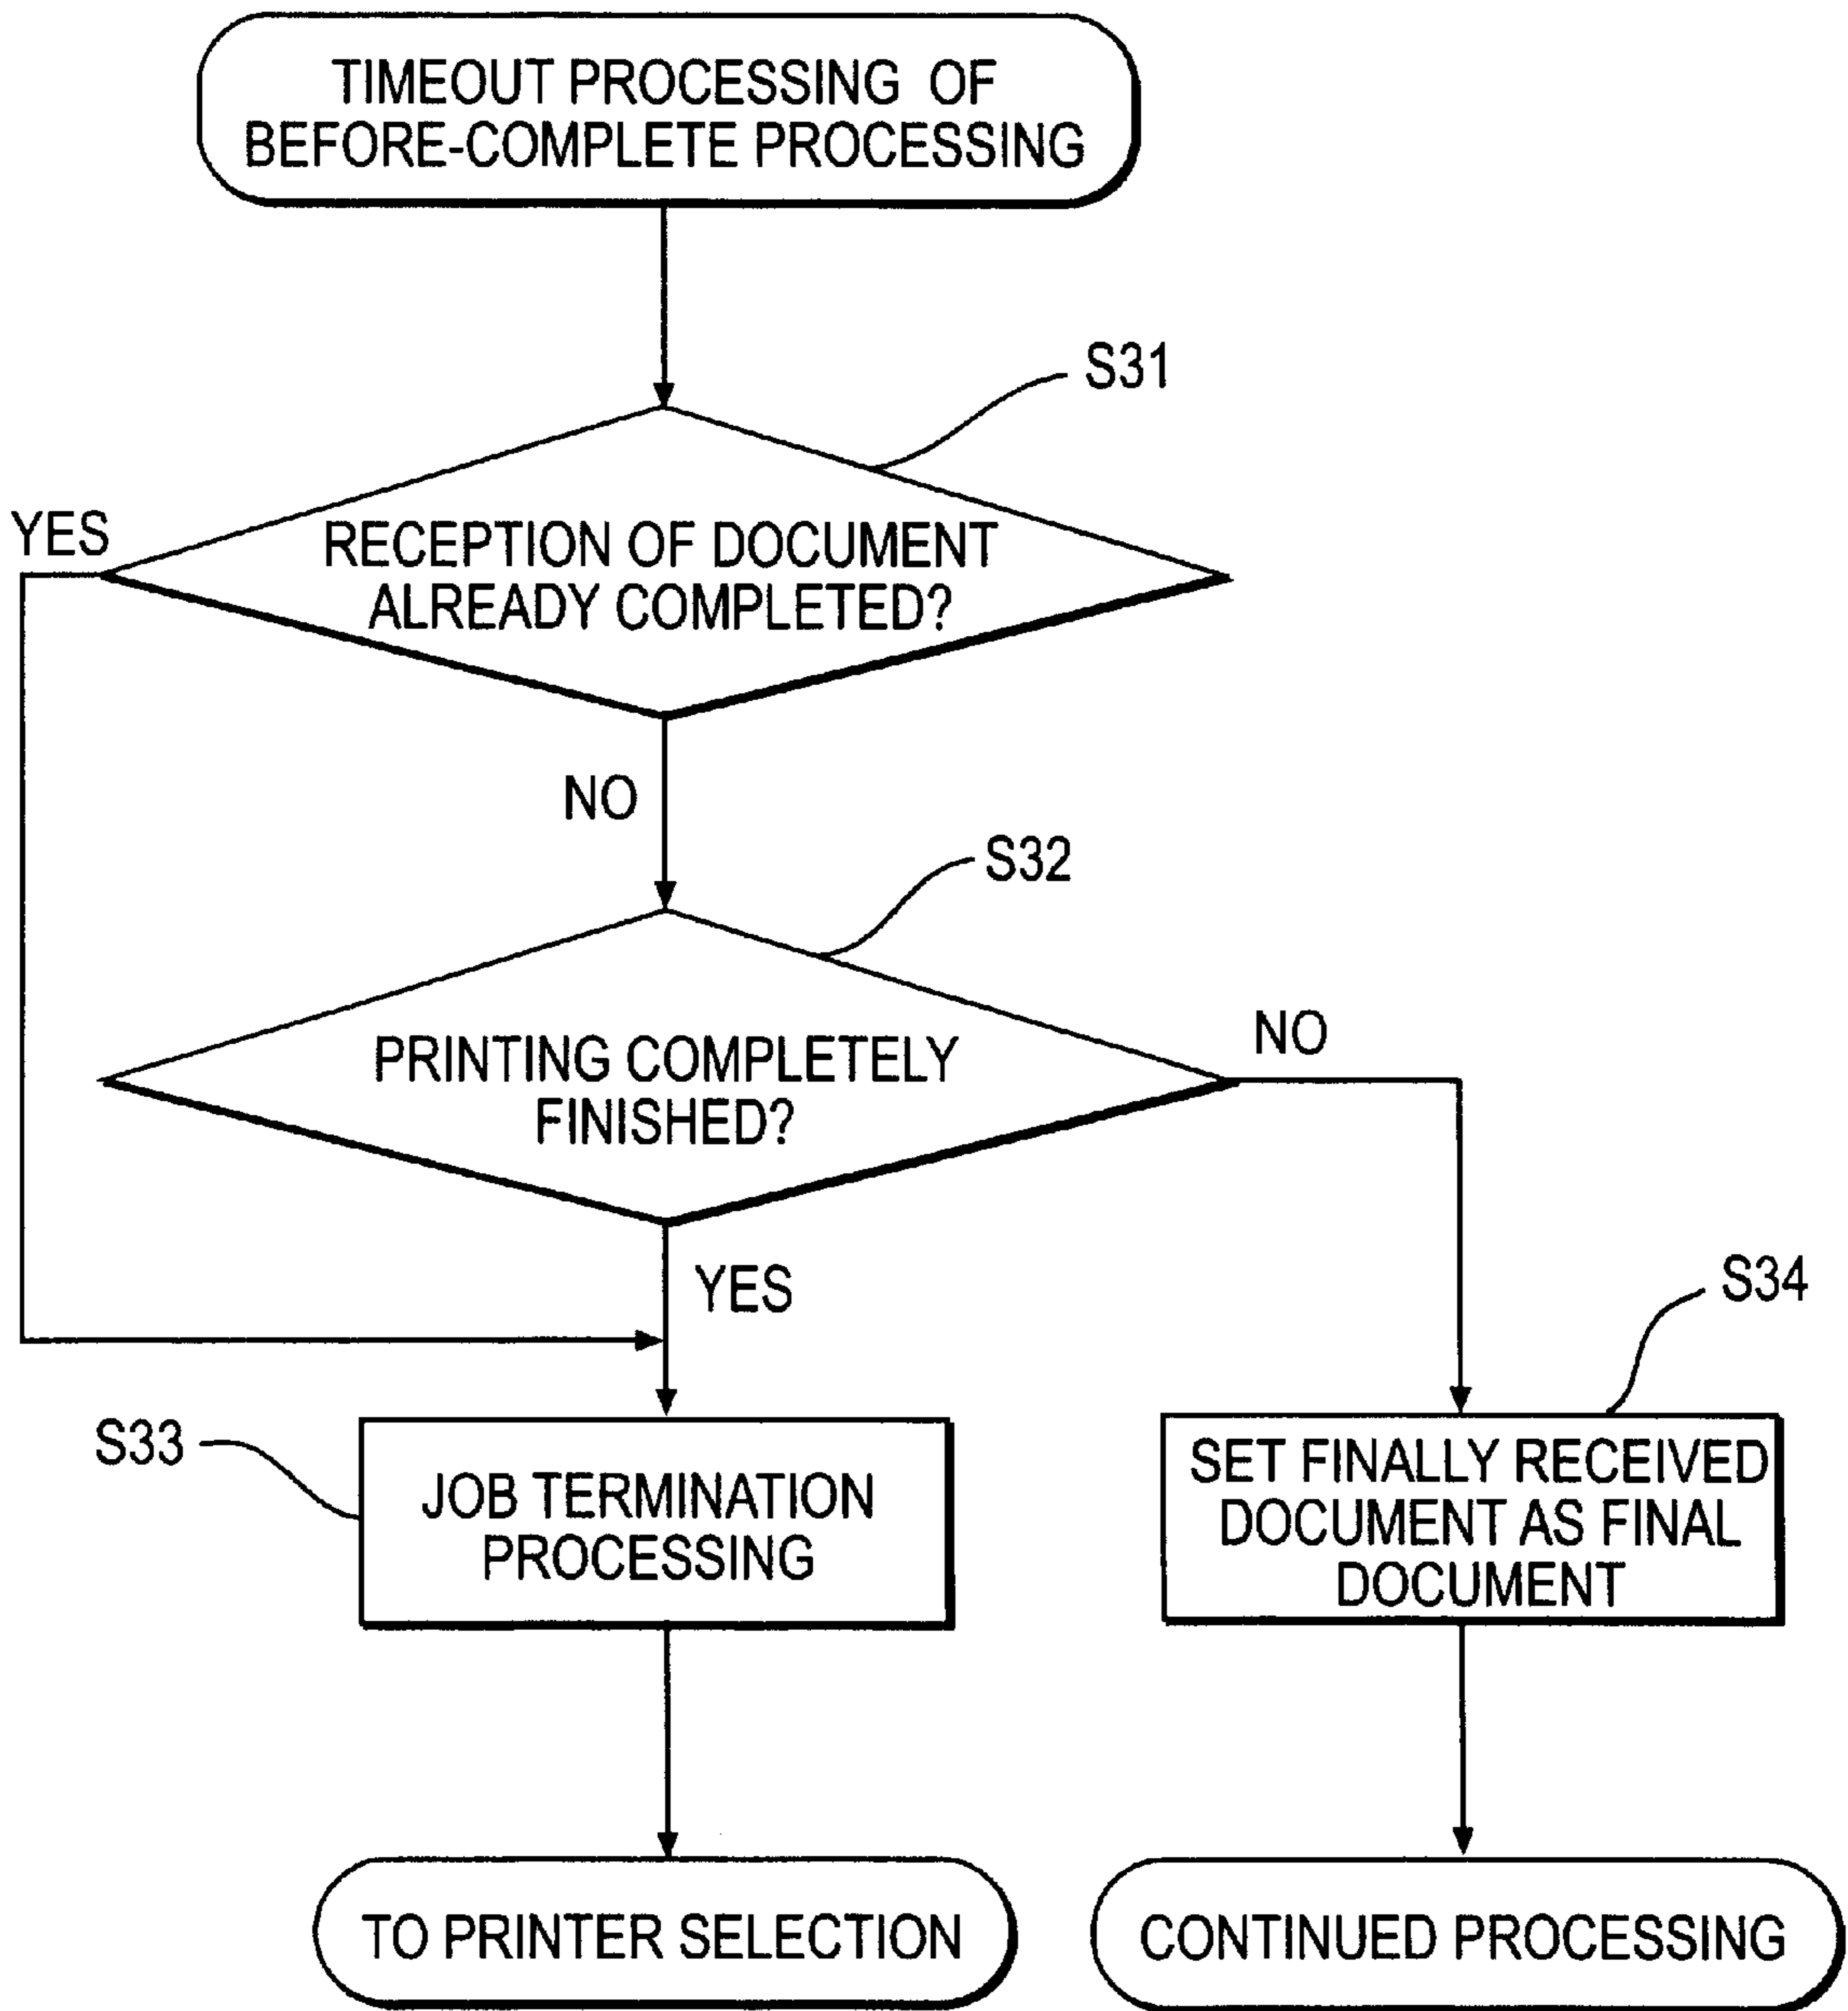 TIMEOUT PROCESSING OF
BEFORE-COMPLETE PROCESSING
S31
YES
RECEPTION OF DOCUMENT
ALREADY COMPLETED?
NO
S32
PRINTING COMPLETELY
FINISHED?
NO
YES
S34
S33
JOB TERMINATION
PROCESSING
SET FINALLY RECEIVED
DOCUMENT AS FINAL
DOCUMENT
TO PRINTER SELECTION
CONTINUED PROCESSING